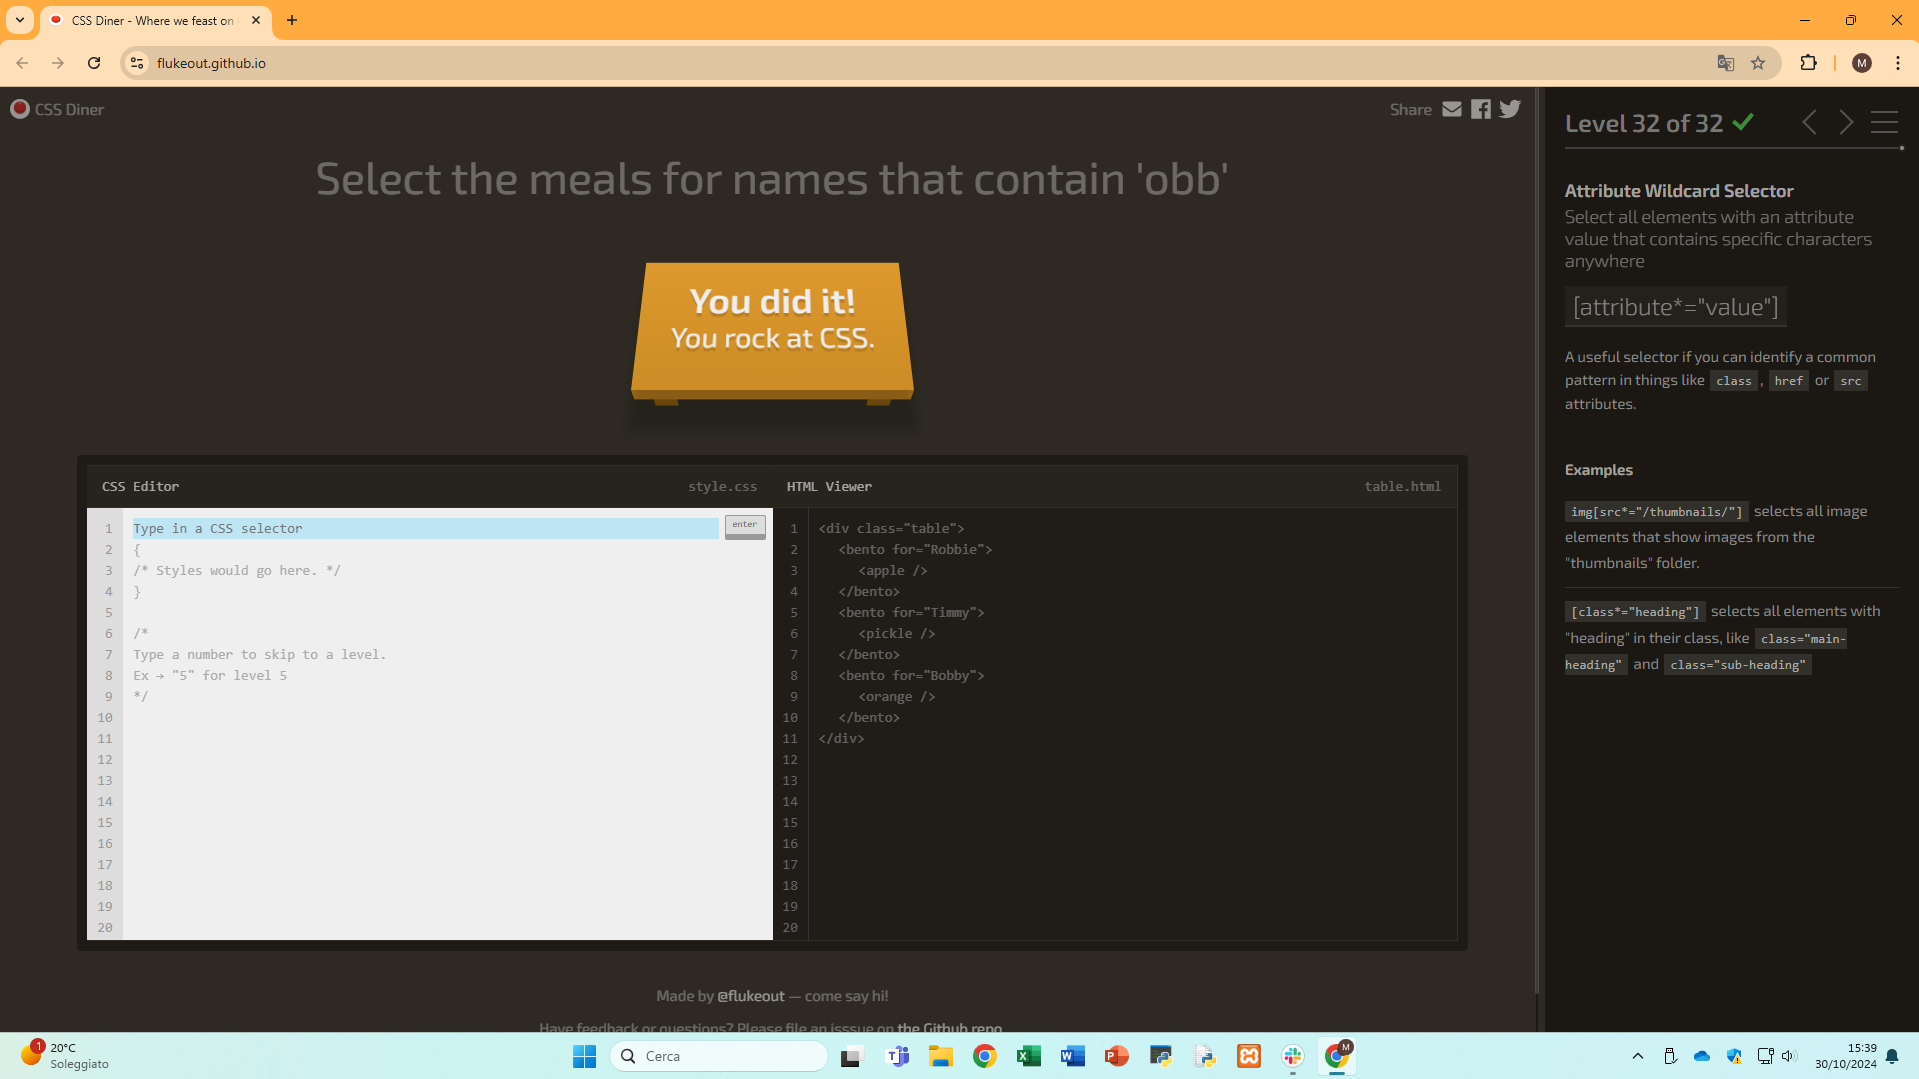 CSS Diner - Where we feast on
flukeout.github.io
M
CSS Diner
Share
Select the meals for names that contain 'obb'
You did it!
You rock at CSS.
CSS Editor
style.css
HTML Viewer
table.html
1
2
3
4
5
6
7
8
9
10
11
12
13
14
15
16
17
18
19
20
Type in a CSS selector
enter
{
/* Styles would go here. */
}
/*
Type a number to skip to a level.
Ex → "5" for level 5
*/
1 <div class="table">
2 <bento for="Robbie">
3 <apple />
4 </bento>
5 <bento for="Timmy">
6 <pickle />
7 </bento>
8 <bento for="Bobby">
9 <orange />
10 </bento>
11 </div>
12
13
14
15
16
17
18
19
20
Made by @flukeout — come say hi!
Have feedback or questions? Please file an isssue on the Github repo
Level 32 of 32
Attribute Wildcard Selector
Select all elements with an attribute
value that contains specific characters
anywhere
[attribute*="value"]
A useful selector if you can identify a common
pattern in things like class , href or src
attributes.
Examples
img[src*="/thumbnails/"] selects all image
elements that show images from the
"thumbnails" folder.
[class*="heading"] selects all elements with
"heading" in their class, like class="main-
heading" and class="sub-heading"
1
20°C
Soleggiato
Cerca
M
15:39
30/10/2024